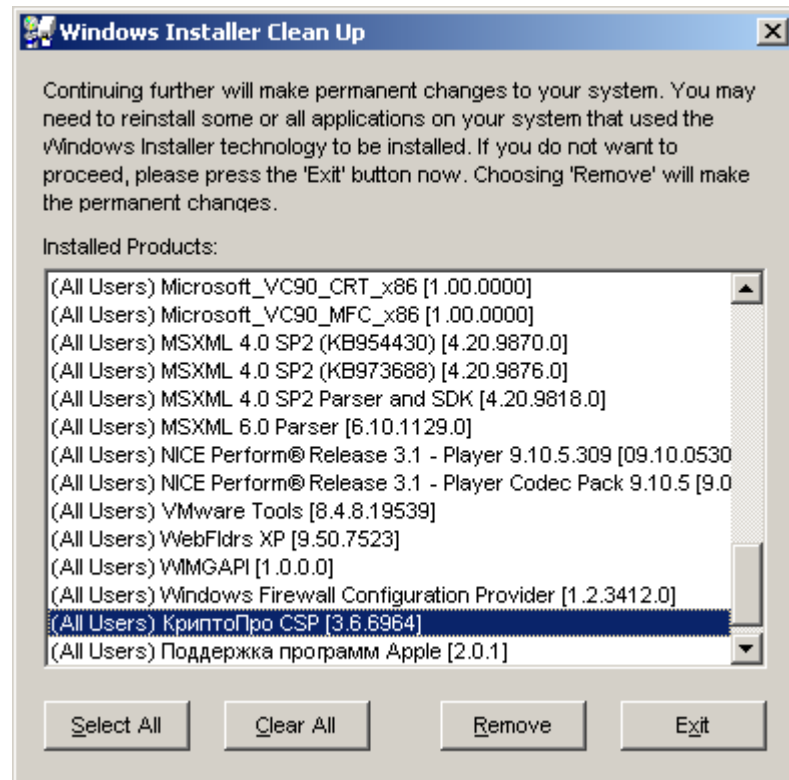 Windows Installer Clean Up
Continuing further will make permanent changes to your system. You may
need to reinstall some or all applications on your system that used the
Windows Installer technology to be installed. If you do not want to
proceed, please press the 'Exit' button now. Choosing 'Remove' will make
the permanent changes.
Installed Products:
(All Users) Microsoft_VC90_CRT_x86 [1.00.0000]
(All Users) Microsoft_VC90_MFC_x86 [1.00.0000]
(All Users) MSXML 4.0 SP2 (KB954430) [4.20.9870.0]
(All Users) MSXML 4.0 SP2 (KB973688) [4.20.9876.0]
(All Users) MSXML 4.0 SP2 Parser and SDK [4.20.9818.0]
(All Users) MSXML 6.0 Parser [6.10.1129.0]
(All Users) NICE Perform® Release 3.1 - Player 9.10.5.309 [09.10.0530
(All Users) NICE Perform® Release 3.1 - Player Codec Pack 9.10.5 [9.0
(All Users) VMware Tools [8.4.8.19539]
(All Users) WebFldrs XP [9.50.7523]
(All Users) WIMGAPI [1.0.0.0]
(All Users) Windows Firewall Configuration Provider [1.2.3412.0]
(All Users) КриптоПро CSP [3.6.6964]
(All Users) Поддержка программ Apple [2.0.1]
Select All Clear All Remove Exit